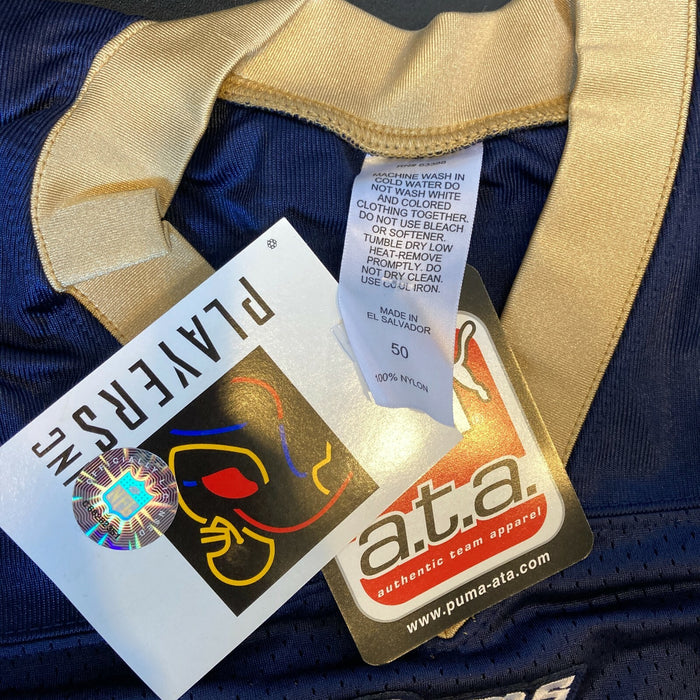 MACHINE WASH IN
COLD WATER DO
NOT WASH WHITE
AND COLORED
CLOTHING TOGETHER.
DO NOT USE BLEACH
OR SOFTENER.
TUMBLE DRY LOW
HEAT-REMOVE
PROMPTLY. DO
NOT DRY CLEAN.
USE COOL IRON.
MADE IN
EL SALVADOR
50
100% NYLON
PLAYERS
INC
a.t.a.
authentic team apparel
www.puma-ata.com